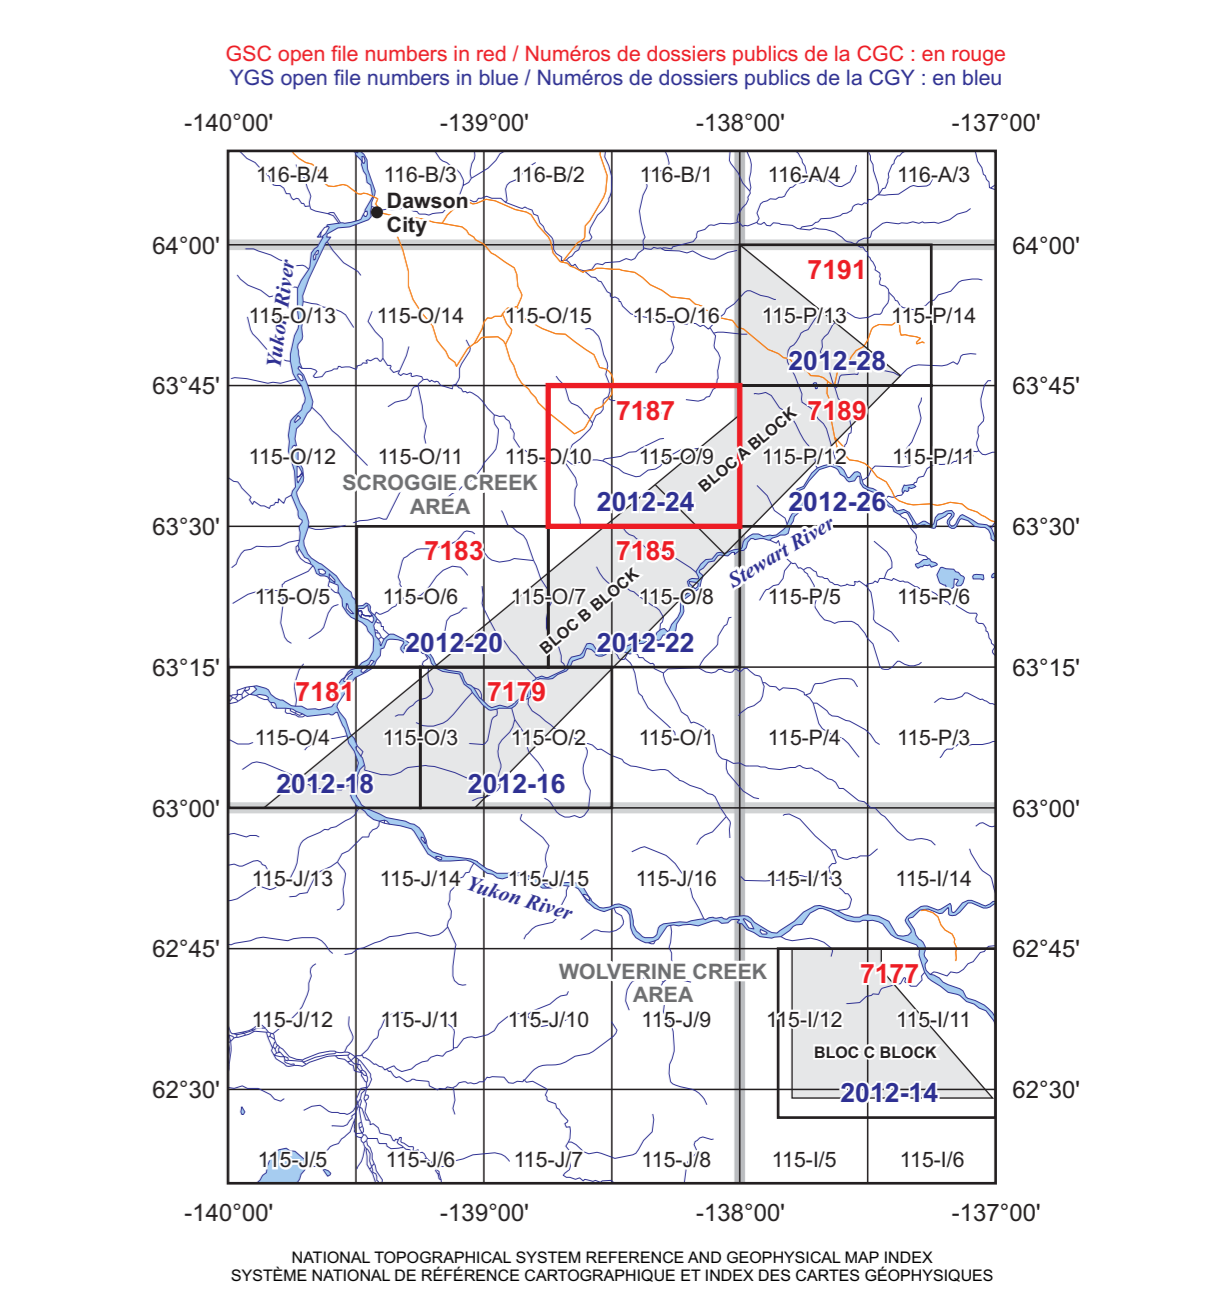 GSC open file numbers in red / Numéros de dossiers publics de la CGC : en rouge
YGS open file numbers in blue / Numéros de dossiers publics de la CGY : en bleu
-140°00' -139°00' -138°00' -137°00'
116-B/4 116-B/3 116-B/2 116-B/1 116-A/4 116-A/3
Dawson
City
64°00' 64°00'
7191
Yukon River
115-O/13 115-O/14 115-O/15 115-O/16 115-P/13 115-P/14
2012-28
63°45' 63°45'
7187 7189
BLOC A BLOCK
115-O/12 115-O/11 115-O/10 115-O/9 115-P/12 115-P/11
SCROGGIE CREEK
AREA
2012-24 2012-26
63°30' 63°30'
7183 7185
Stewart River
115-O/5 115-O/6 115-O/7 115-O/8 115-P/5 115-P/6
BLOC B BLOCK
2012-20 2012-22
63°15' 63°15'
7181 7179
115-O/4 115-O/3 115-O/2 115-O/1 115-P/4 115-P/3
2012-18 2012-16
63°00' 63°00'
115-J/13 115-J/14 115-J/15 115-J/16 115-I/13 115-I/14
Yukon River
62°45' 62°45'
WOLVERINE CREEK
AREA
7177
115-J/12 115-J/11 115-J/10 115-J/9 115-I/12 115-I/11
BLOC C BLOCK
62°30' 2012-14 62°30'
115-J/5 115-J/6 115-J/7 115-J/8 115-I/5 115-I/6
-140°00' -139°00' -138°00' -137°00'
NATIONAL TOPOGRAPHICAL SYSTEM REFERENCE AND GEOPHYSICAL MAP INDEX
SYSTÈME NATIONAL DE RÉFÉRENCE CARTOGRAPHIQUE ET INDEX DES CARTES GÉOPHYSIQUES